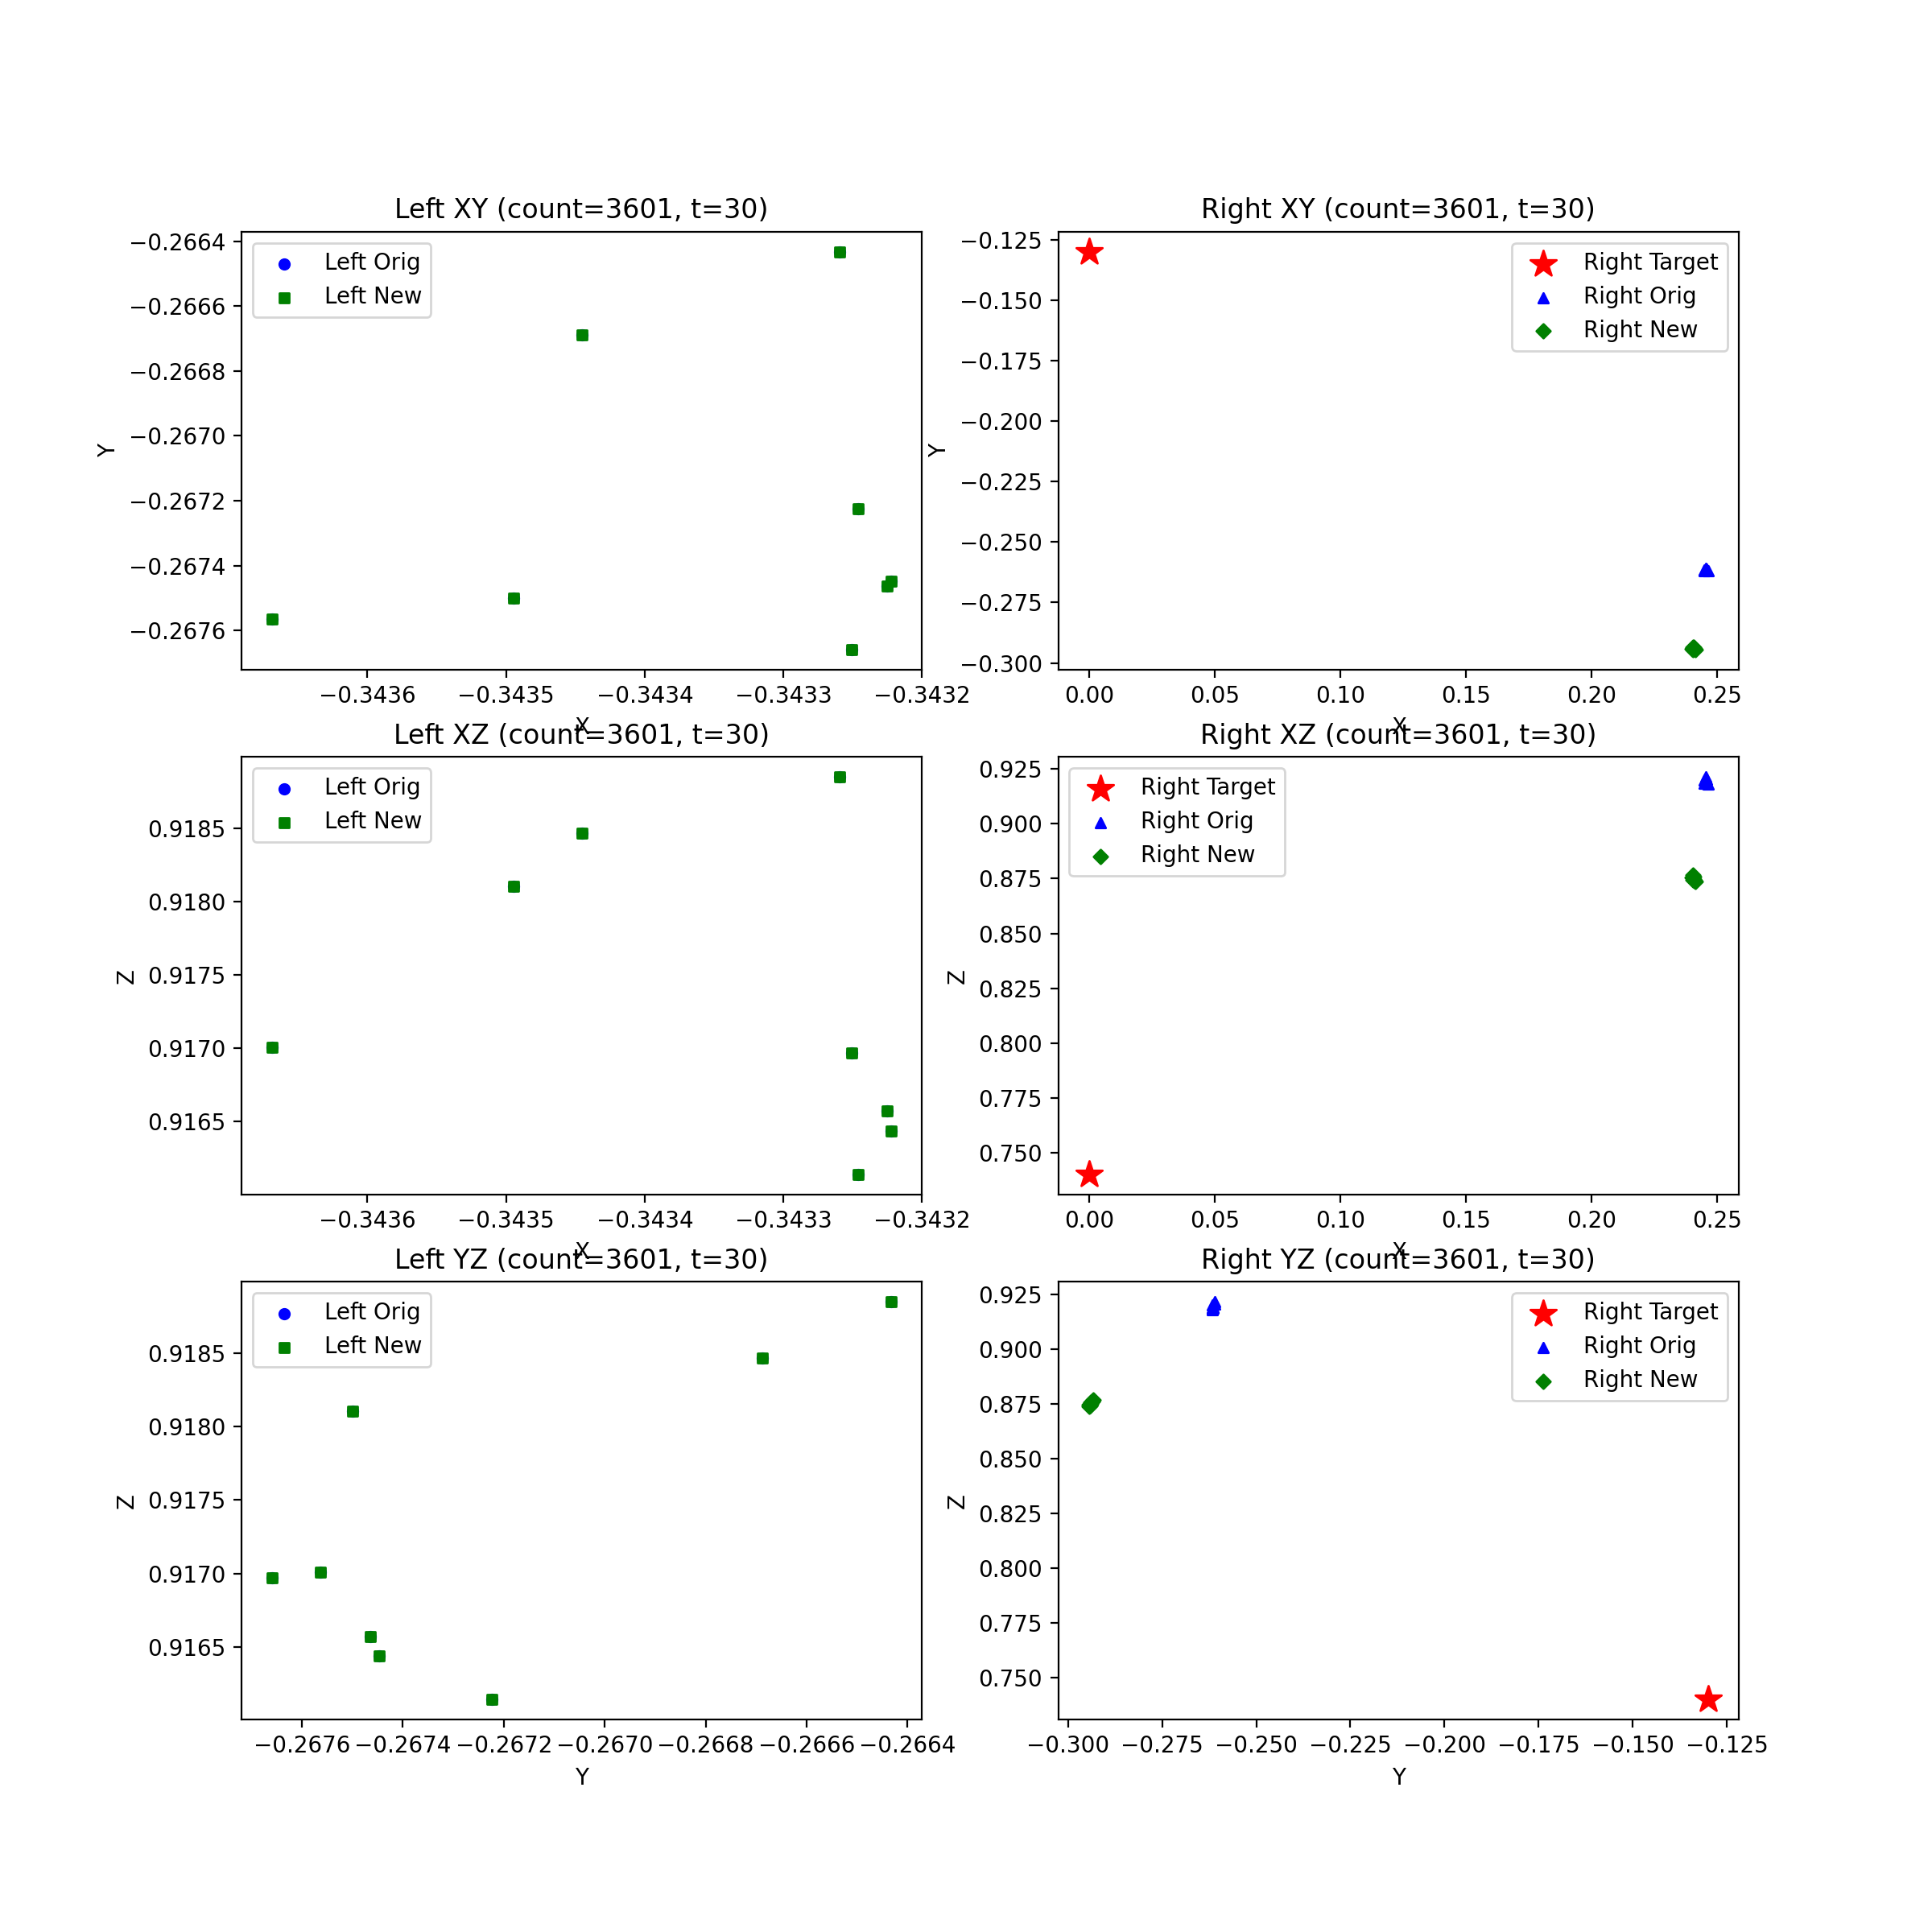 Left XY (count=3601, t=30)
Left Orig
Left New
−0.2664
−0.2666
−0.2668
−0.2670
−0.2672
−0.2674
−0.2676
Y
−0.3436 −0.3435 −0.3434 −0.3433 −0.3432
X
Right XY (count=3601, t=30)
Right Target
Right Orig
Right New
−0.125
−0.150
−0.175
−0.200
−0.225
−0.250
−0.275
−0.300
Y
0.00 0.05 0.10 0.15 0.20 0.25
X
Left XZ (count=3601, t=30)
Left Orig
Left New
0.9185
0.9180
0.9175
0.9170
0.9165
Z
−0.3436 −0.3435 −0.3434 −0.3433 −0.3432
X
Right XZ (count=3601, t=30)
Right Target
Right Orig
Right New
0.925
0.900
0.875
0.850
0.825
0.800
0.775
0.750
Z
0.00 0.05 0.10 0.15 0.20 0.25
X
Left YZ (count=3601, t=30)
Left Orig
Left New
0.9185
0.9180
0.9175
0.9170
0.9165
Z
−0.2676 −0.2674 −0.2672 −0.2670 −0.2668 −0.2666 −0.2664
Y
Right YZ (count=3601, t=30)
Right Target
Right Orig
Right New
0.925
0.900
0.875
0.850
0.825
0.800
0.775
0.750
Z
−0.300 −0.275 −0.250 −0.225 −0.200 −0.175 −0.150 −0.125
Y